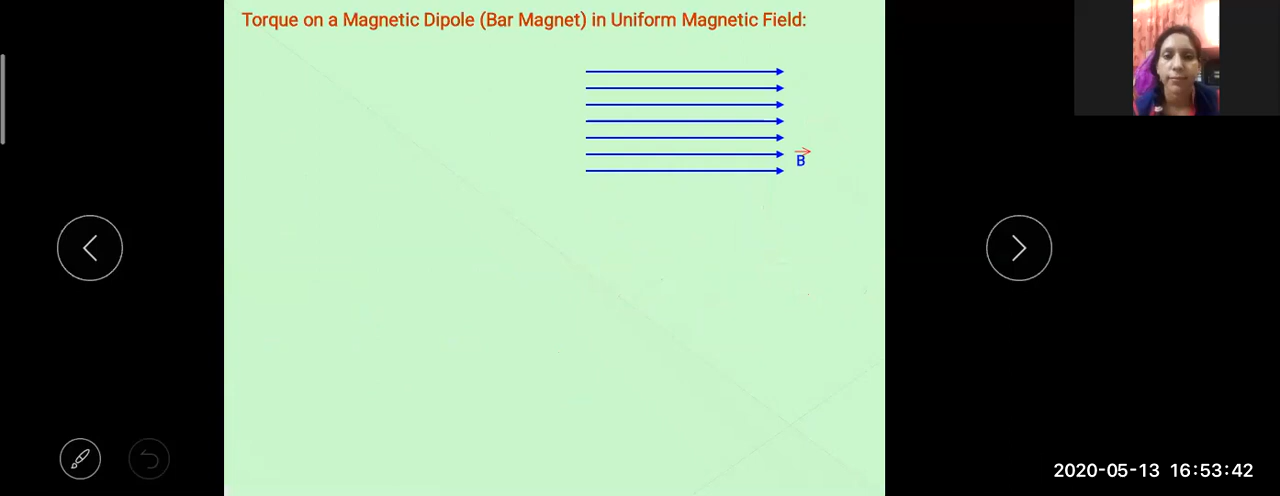 Torque on a Magnetic Dipole (Bar Magnet) in Uniform Magnetic Field:
B
2020-05-13 16:53:42